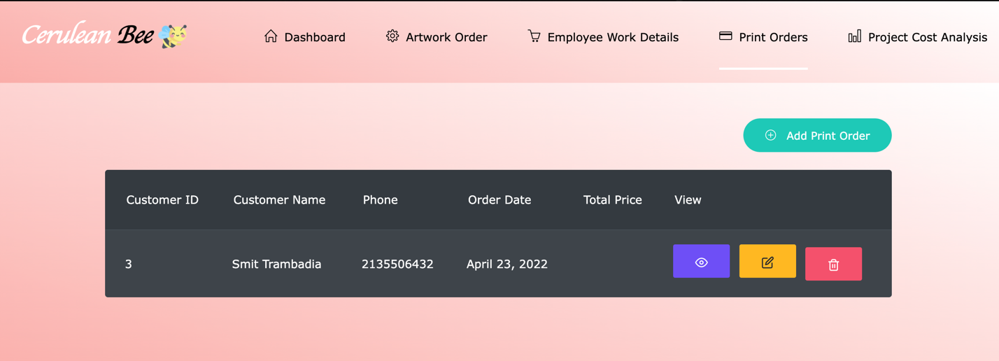 Cerulean Bee
Dashboard Artwork Order Employee Work Details Print Orders Project Cost Analysis
Add Print Order
Customer ID Customer Name Phone Order Date Total Price View
3 Smit Trambadia 2135506432 April 23, 2022